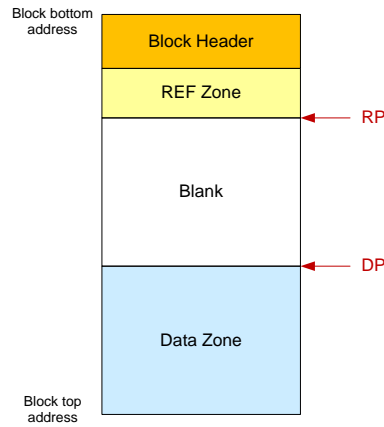 Block bottom
address
Block Header
REF Zone
RP
Blank
DP
Data Zone
Block top
address